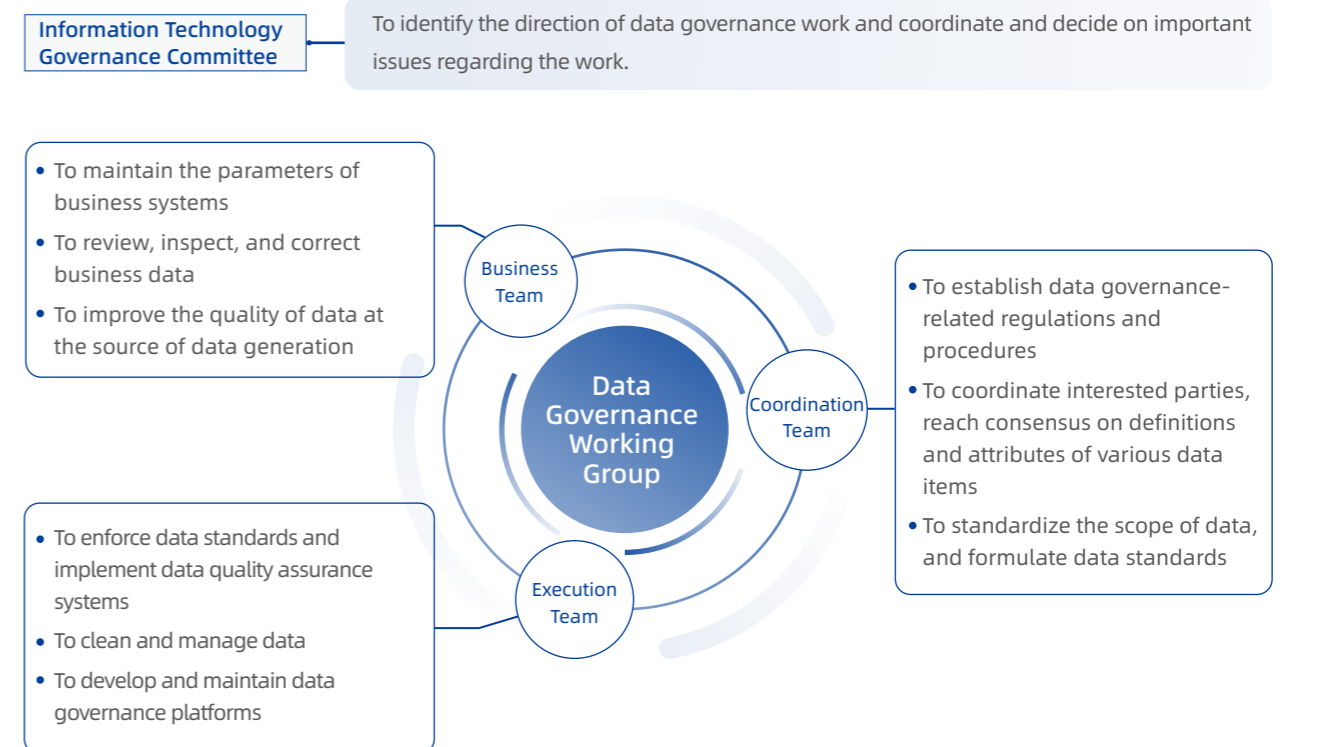 Information Technology
Governance Committee
To identify the direction of data governance work and coordinate and decide on important
issues regarding the work.
• To maintain the parameters of
business systems
• To review, inspect, and correct
business data
• To improve the quality of data at
the source of data generation
Business
Team
Data
Governance
Working
Group
Coordination
Team
• To establish data governance-
related regulations and
procedures
• To coordinate interested parties,
reach consensus on definitions
and attributes of various data
items
• To standardize the scope of data,
and formulate data standards
• To enforce data standards and
implement data quality assurance
systems
• To clean and manage data
• To develop and maintain data
governance platforms
Execution
Team